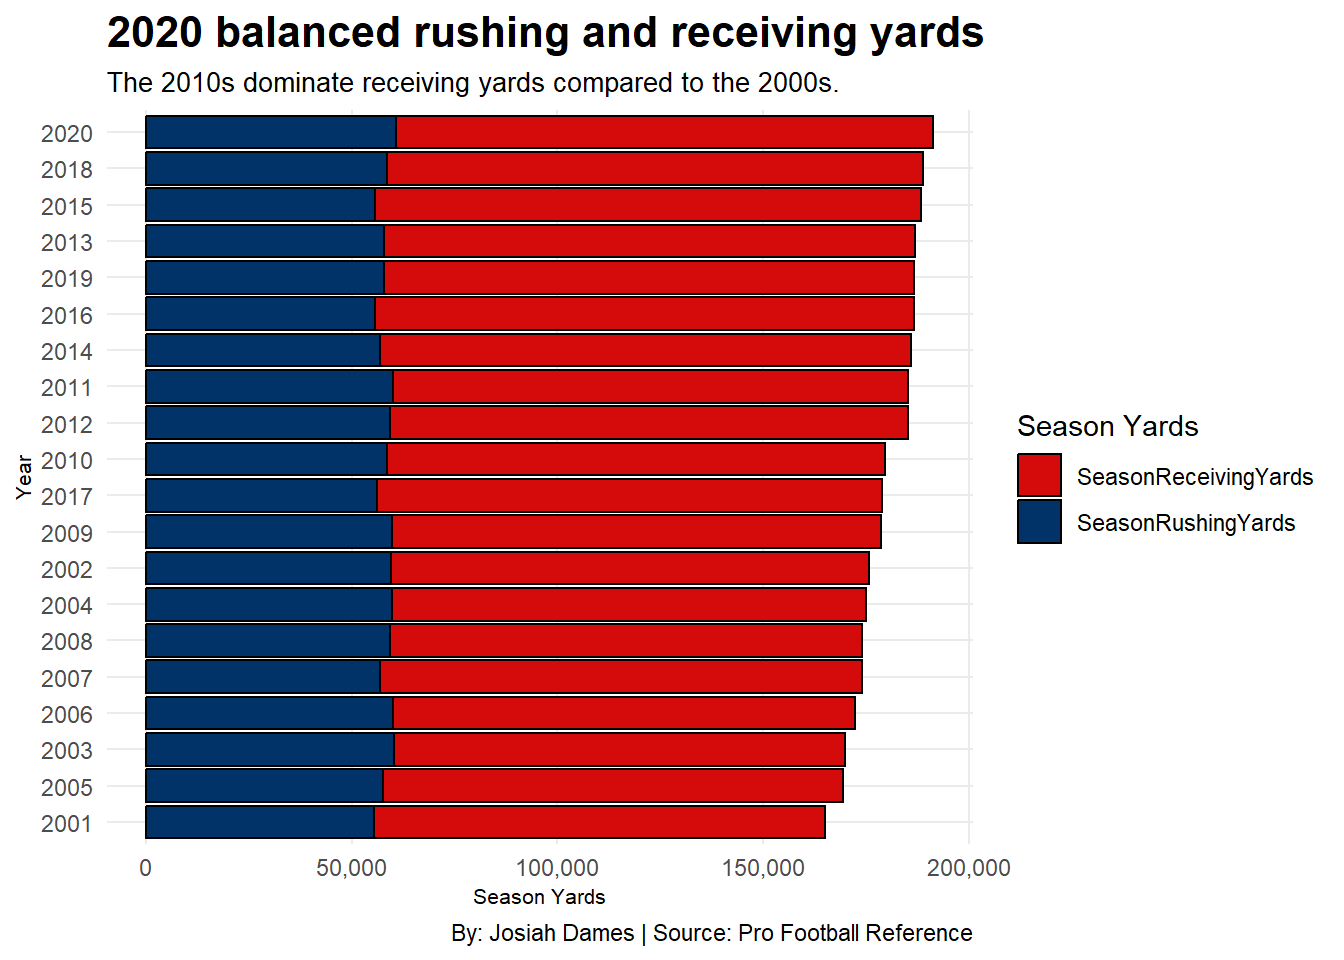 2020 balanced rushing and receiving yards
The 2010s dominate receiving yards compared to the 2000s.
2020
2018
2015
2013
2019
2016
2014
2011
2012
2010
2017
2009
2002
2004
2008
2007
2006
2003
2005
2001
Year
0 50,000 100,000 150,000 200,000
Season Yards
Season Yards
SeasonReceivingYards
SeasonRushingYards
By: Josiah Dames | Source: Pro Football Reference